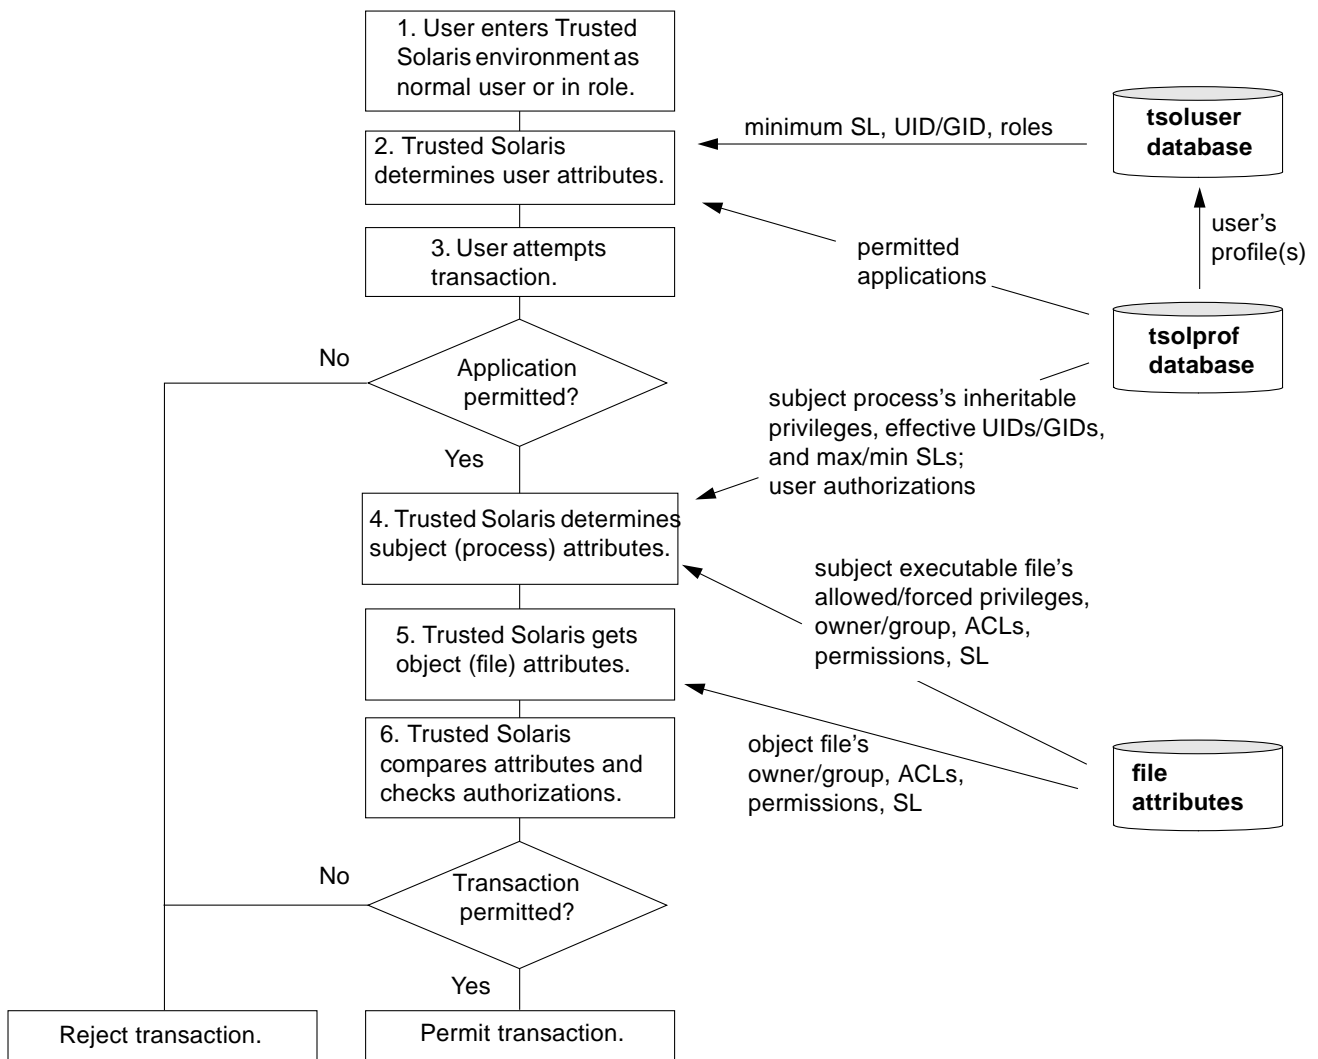 1. User enters Trusted
Solaris environment as
normal user or in role.
minimum SL, UID/GID, roles
tsoluser
database
2. Trusted Solaris
determines user attributes.
user's
profile(s)
3. User attempts
transaction.
permitted
applications
tsolprof
database
No
Application
permitted?
Yes
subject process's inheritable
privileges, effective UIDs/GIDs,
and max/min SLs;
user authorizations
4. Trusted Solaris determines
subject (process) attributes.
subject executable file's
allowed/forced privileges,
owner/group, ACLs,
permissions, SL
5. Trusted Solaris gets
object (file) attributes.
6. Trusted Solaris
compares attributes and
checks authorizations.
object file's
owner/group, ACLs,
permissions, SL
file
attributes
No
Transaction
permitted?
Yes
Reject transaction.
Permit transaction.